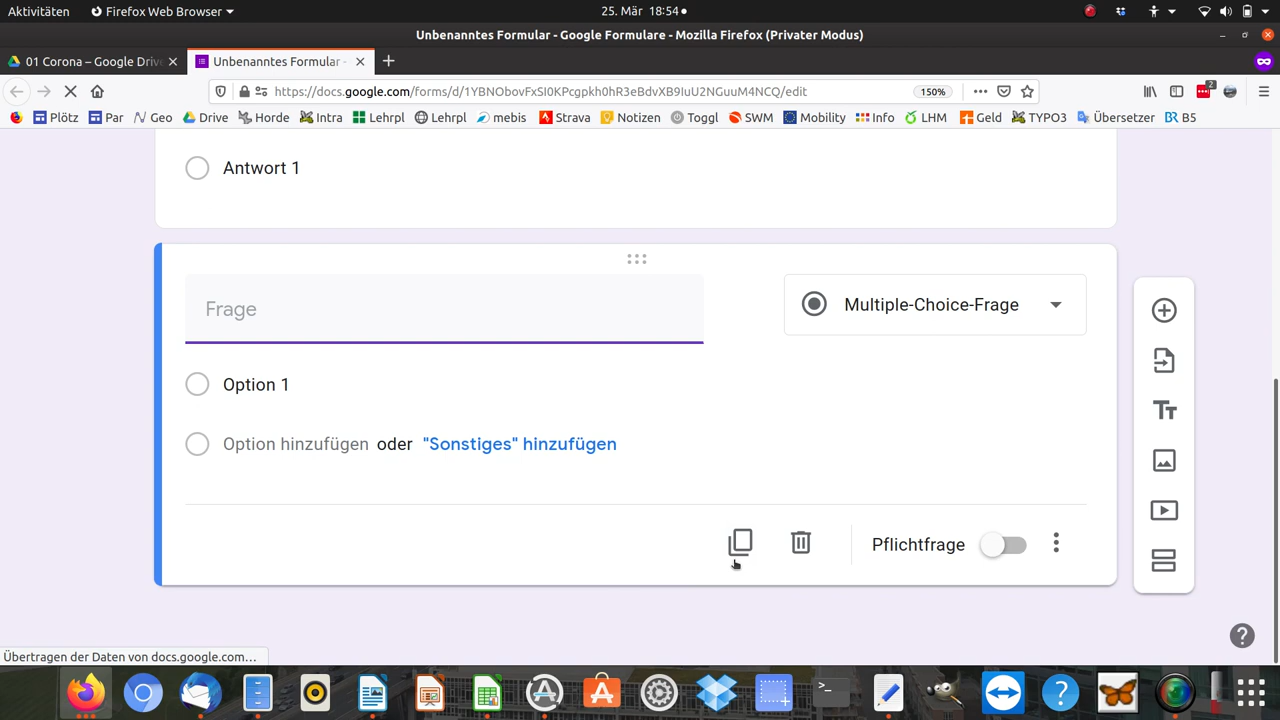 Aktivitäten Firefox Web Browser 25. Mär 18:54
Unbenanntes Formular - Google Formulare - Mozilla Firefox (Privater Modus)
01 Corona – Google Drive Unbenanntes Formular -
https://docs.google.com/forms/d/1YBNObovFxSI0KPcgpkh0hR3eBdvXB9IuU2NGuuM4NCQ/edit 150% 2
Plötz Par Geo Drive Horde Intra Lehrpl Lehrpl mebis Strava Notizen Toggl SWM Mobility Info LHM Geld TYPO3 Übersetzer BR B5
Antwort 1
Frage Multiple-Choice-Frage
Option 1
Option hinzufügen oder "Sonstiges" hinzufügen
Pflichtfrage
Übertragen der Daten von docs.google.com…